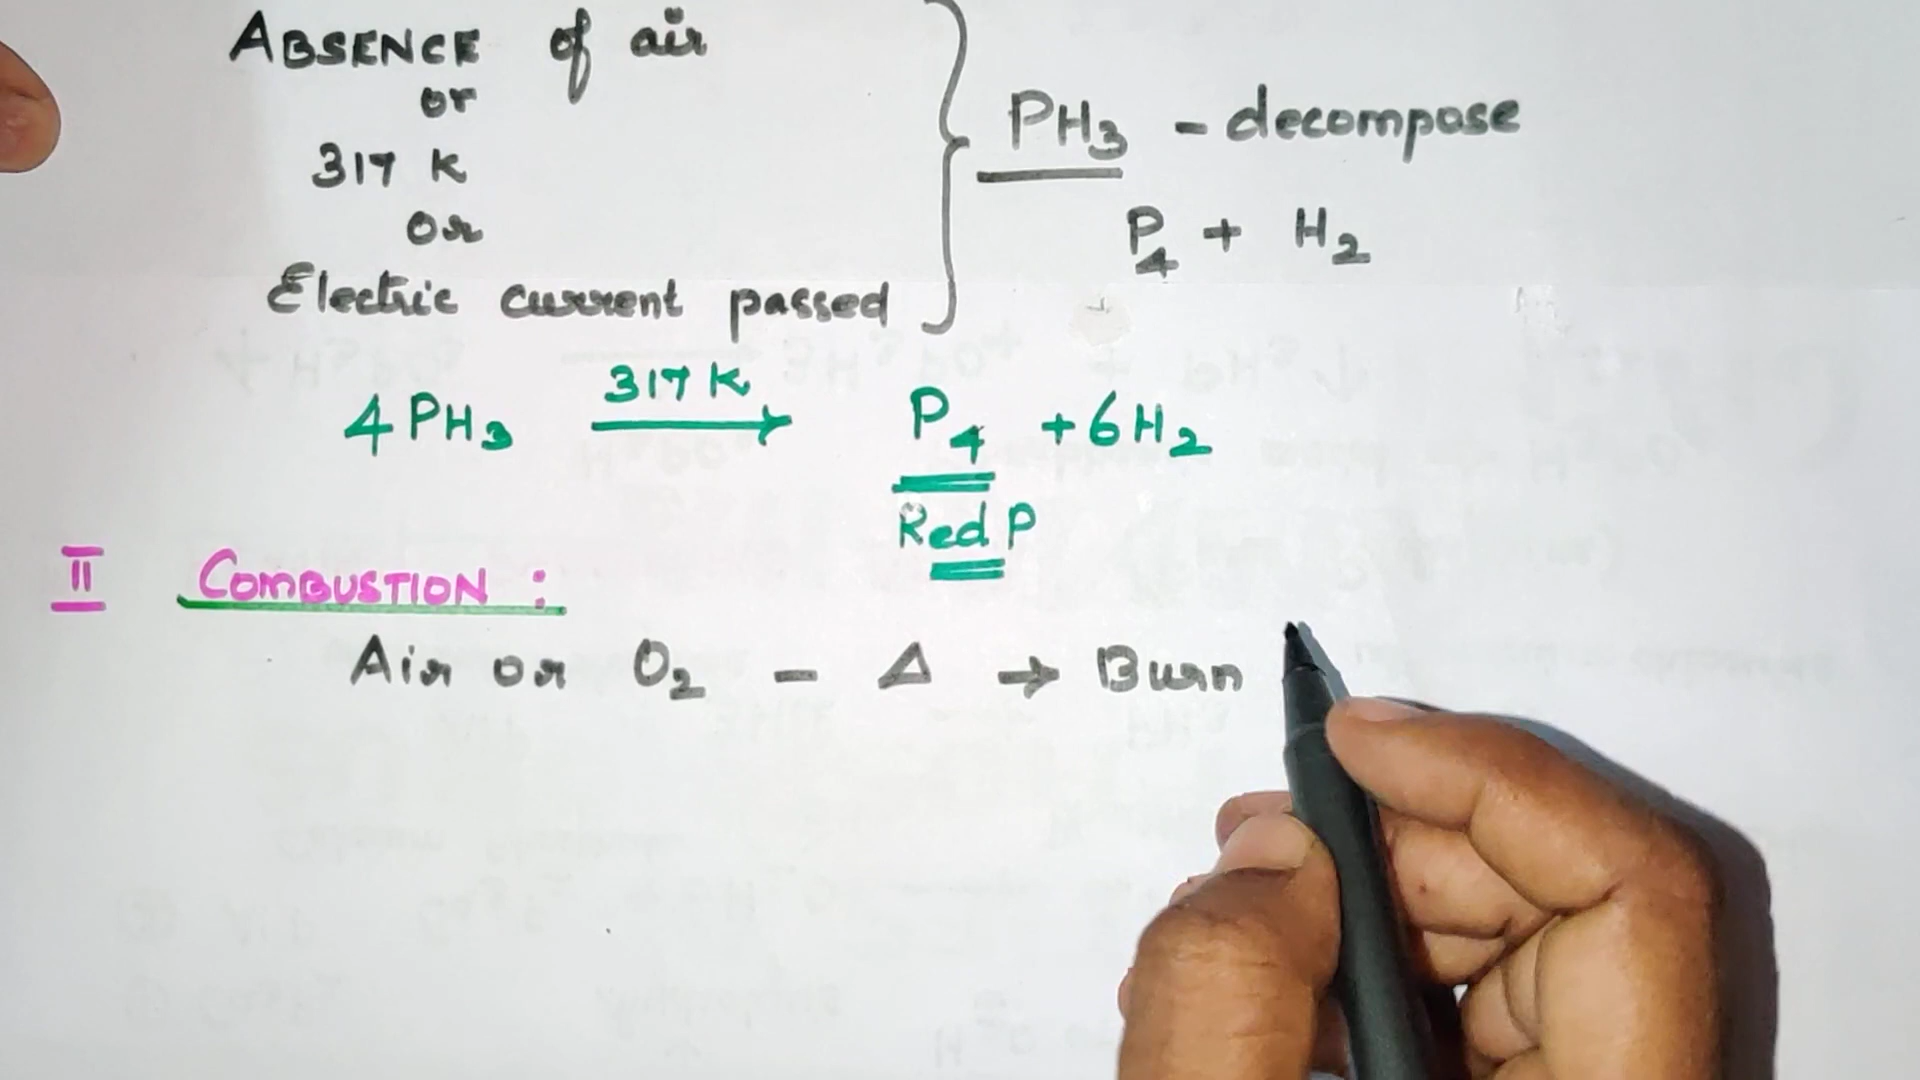 ABSENCE of air
or
317 K
or
Electric current passed
PH3 - decompose
P4 + H2
4PH3 317 K P4 + 6H2
Red P
II COMBUSTION :
Air or O2 - Δ → Burn